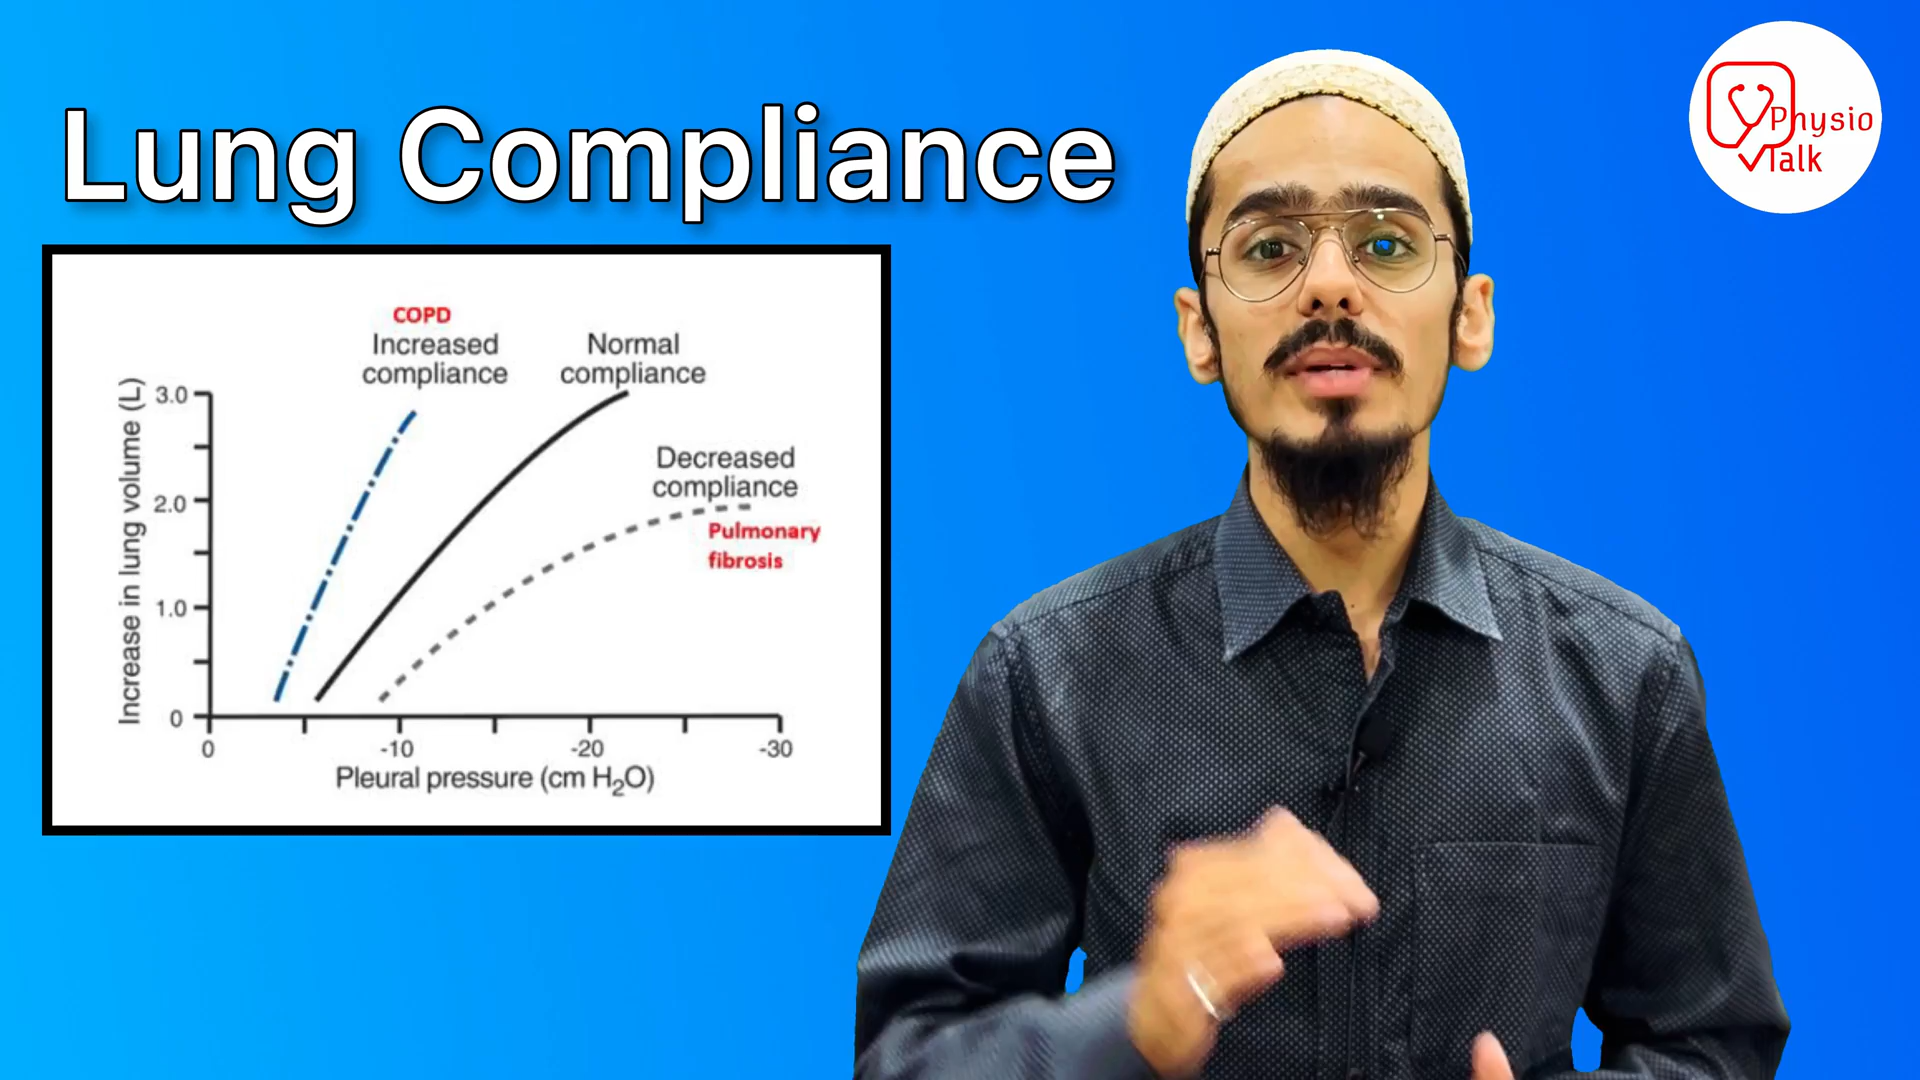 Lung Compliance
Physio
Talk
COPD
Increased
compliance
Normal
compliance
Decreased
compliance
Pulmonary
fibrosis
Increase in lung volume (L)
3.0
2.0
1.0
0
0
-10
-20
-30
Pleural pressure (cm H₂O)